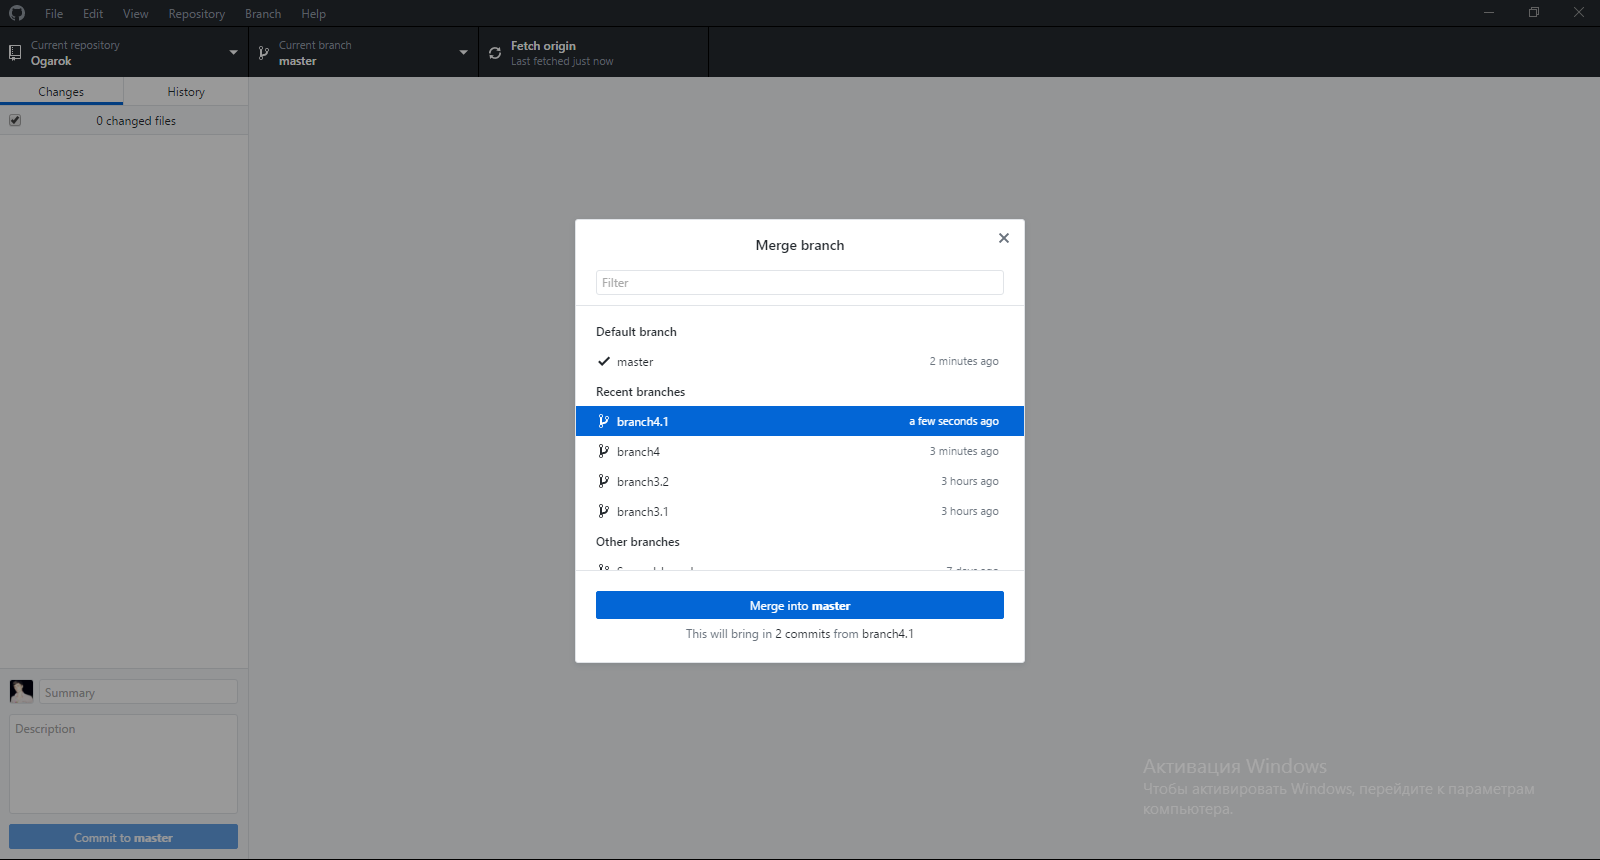 File Edit View Repository Branch Help
Current repository
Ogarok
Current branch
master
Fetch origin
Last fetched just now
Changes History
0 changed files
Merge branch
Filter
Default branch
master 2 minutes ago
Recent branches
branch4.1 a few seconds ago
branch4 3 minutes ago
branch3.2 3 hours ago
branch3.1 3 hours ago
Other branches
7 days ago
Merge into master
This will bring in 2 commits from branch4.1
Summary
Description
Commit to master
Активация Windows
Чтобы активировать Windows, перейдите к параметрам
компьютера.